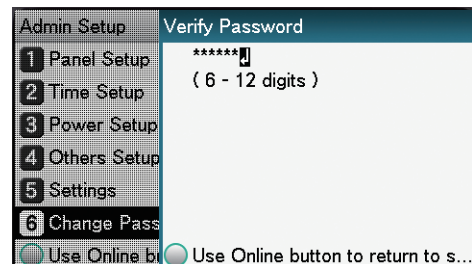 Admin Setup
1 Panel Setup
2 Time Setup
3 Power Setup
4 Others Setup
5 Settings
6 Change Pass
Use Online b
Verify Password
******
( 6 - 12 digits )
Use Online button to return to s...